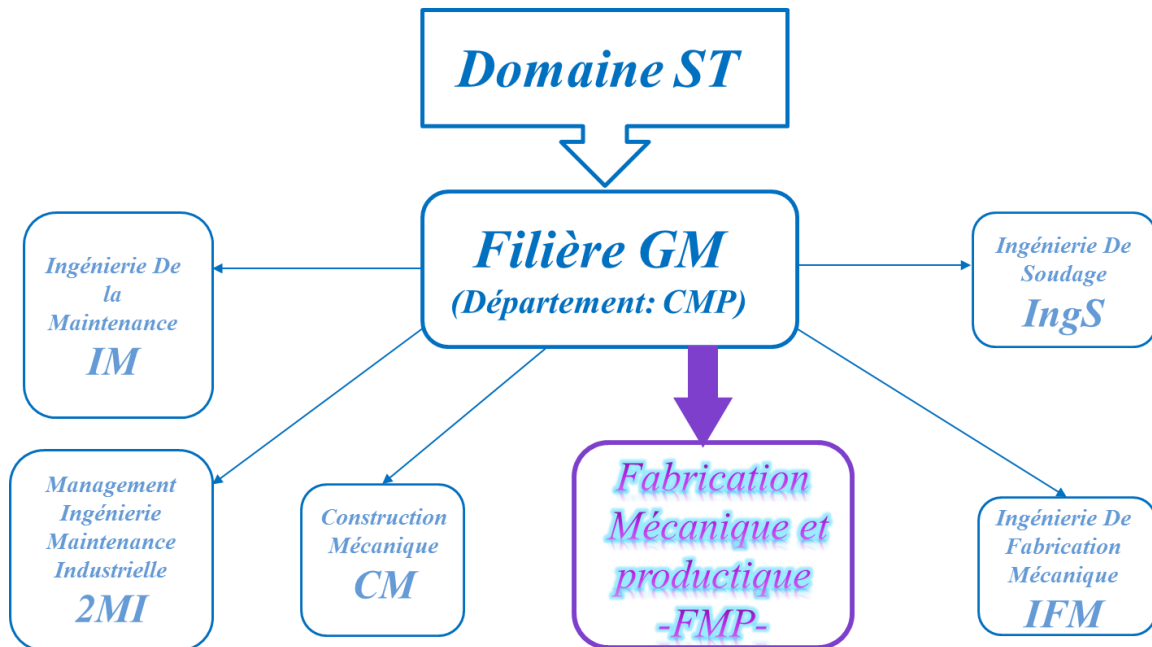 Domaine ST
Filière GM
(Département: CMP)
Ingénierie De
la
Maintenance
IM
Ingénierie De
Soudage
IngS
Management
Ingénierie
Maintenance
Industrielle
2MI
Construction
Mécanique
CM
Fabrication
Mécanique et
productique
-FMP-
Ingénierie De
Fabrication
Mécanique
IFM